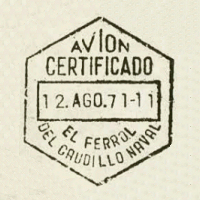 AVION
CERTIFICADO
12.AGO.71-11
EL FERROL
DEL CAUDILLO NAVAL